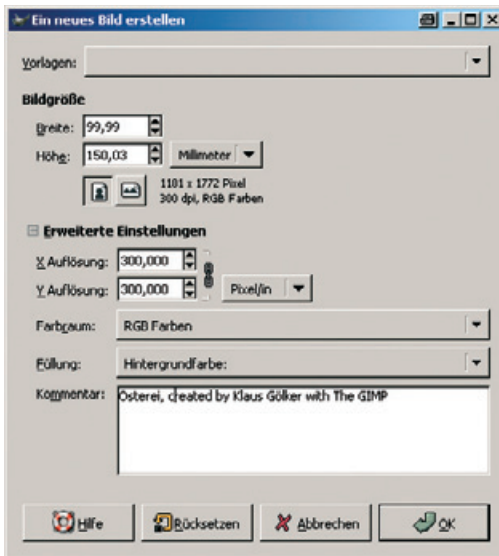 Ein neues Bild erstellen
Vorlagen:
Bildgröße
Breite: 99,99
Höhe: 150,03 Milimeter
1181 x 1772 Pixel
300 dpi, RGB Farben
Erweiterte Einstellungen
X Auflösung: 300,000
Y Auflösung: 300,000 Pixel/in
Farbraum: RGB Farben
Füllung: Hintergrundfarbe:
Kommentar: Osterei, created by Klaus Gölker with The GIMP
Hilfe Rücksetzen Abbrechen OK